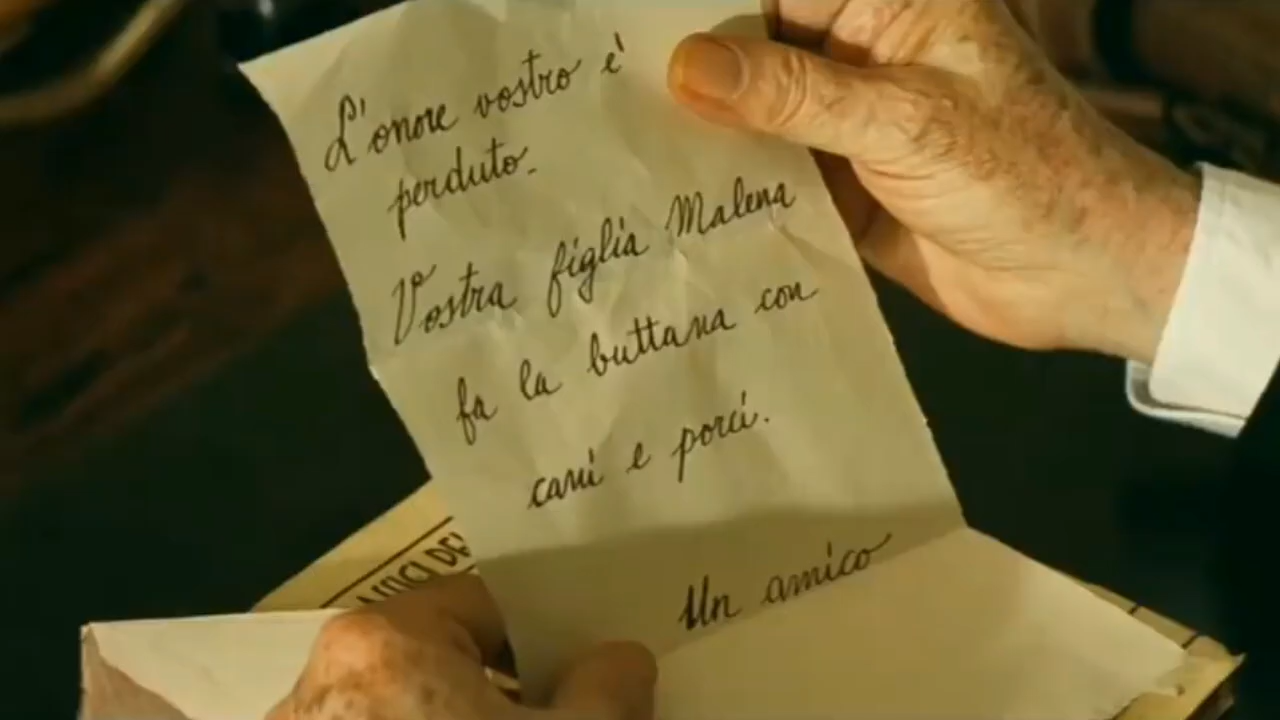 L'onore vostro è
perduto.
Vostra figlia Malena
fa la buttana con
cani e porci.
Un amico